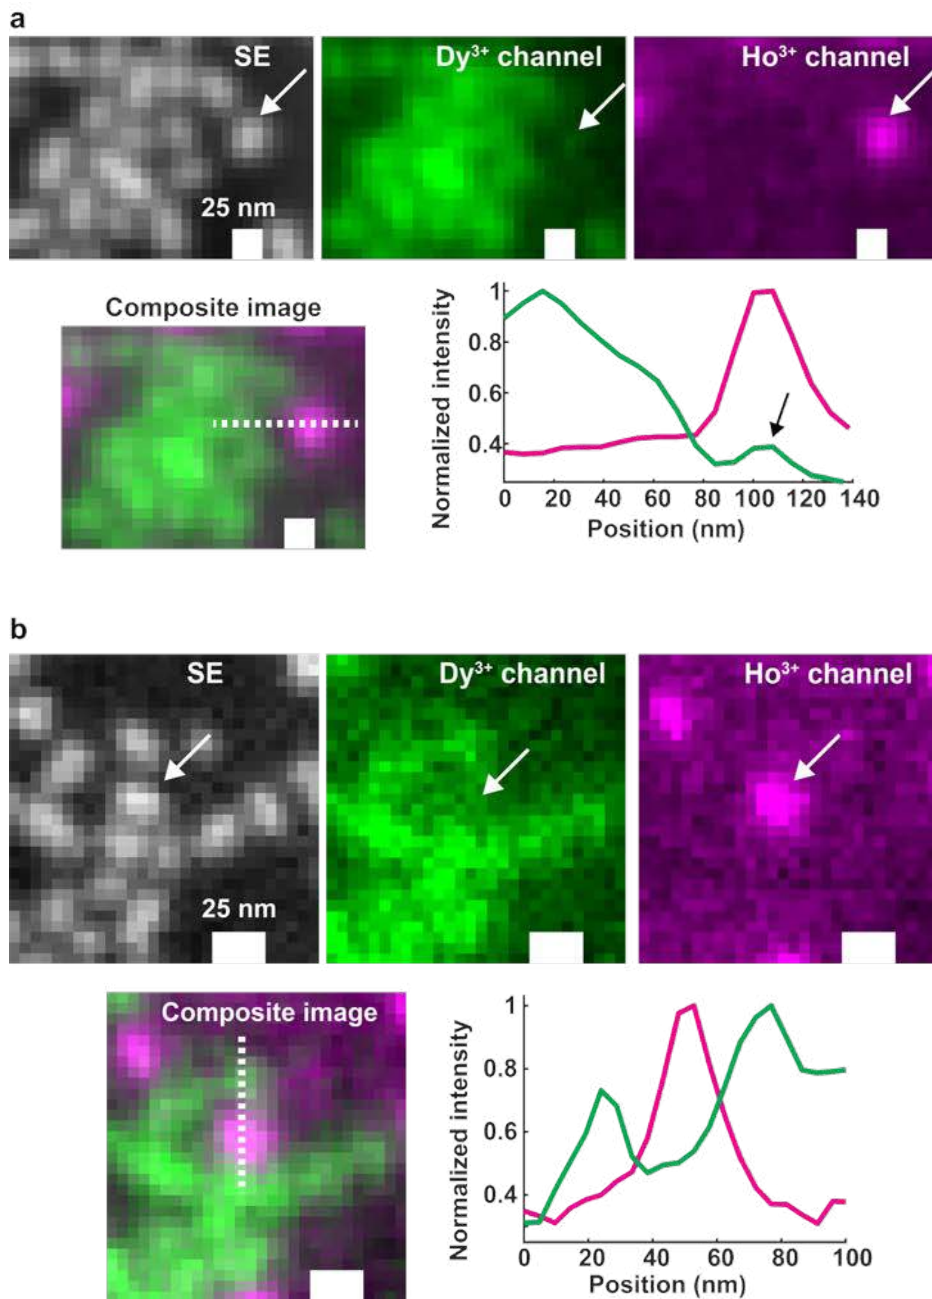 a
SE
Dy³⁺ channel
Ho³⁺ channel
25 nm
Composite image
Normalized intensity
1
0.8
0.6
0.4
0
20
40
60
80
100
120
140
Position (nm)
b
SE
Dy³⁺ channel
Ho³⁺ channel
25 nm
Composite image
Normalized intensity
1
0.8
0.6
0.4
0
20
40
60
80
100
Position (nm)